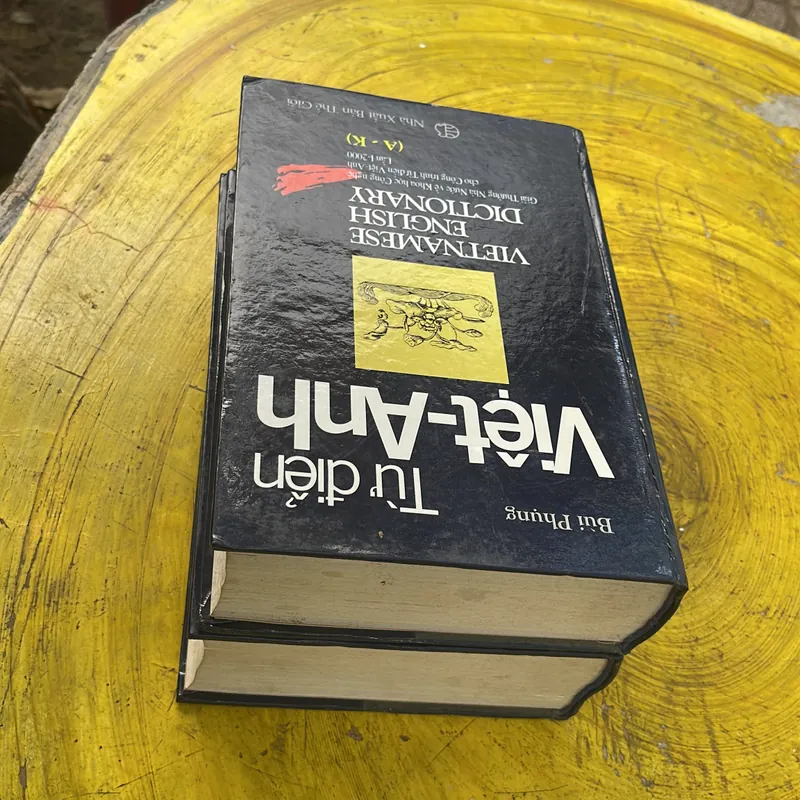 Bùi Phụng
Từ điển
Việt-Anh
VIETNAMESE
ENGLISH
DICTIONARY
Giải Thưởng Nhà Nước về Khoa học Công nghệ
cho Công trình Từ điển Việt-Anh
Lần I-2000
(A - K)
Nhà Xuất Bản Thế Giới